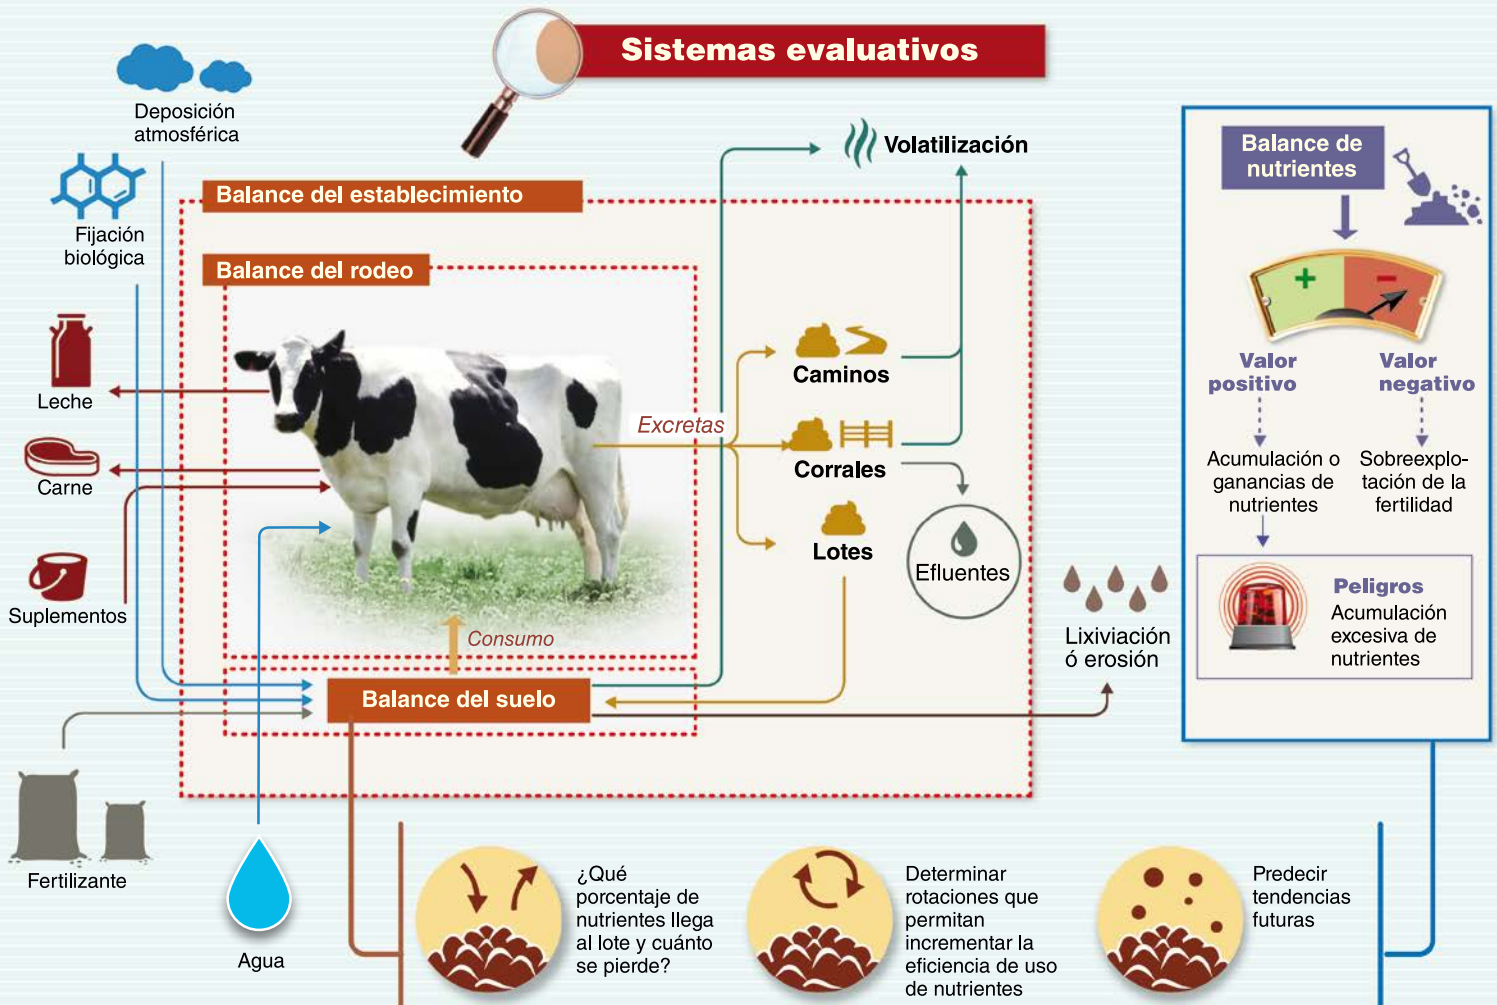 Sistemas evaluativos
Deposición
atmosférica
Fijación
biológica
Leche
Carne
Suplementos
Fertilizante
Agua
Balance del establecimiento
Balance del rodeo
Excretas
Consumo
Balance del suelo
Volatilización
Caminos
Corrales
Lotes
Efluentes
Lixiviación
ó erosión
Balance de
nutrientes
+
−
Valor
positivo
Valor
negativo
Acumulación o
ganancias de
nutrientes
Sobreexplo-
tación de la
fertilidad
Peligros
Acumulación
excesiva de
nutrientes
¿Qué
porcentaje de
nutrientes llega
al lote y cuánto
se pierde?
Determinar
rotaciones que
permitan
incrementar la
eficiencia de uso
de nutrientes
Predecir
tendencias
futuras